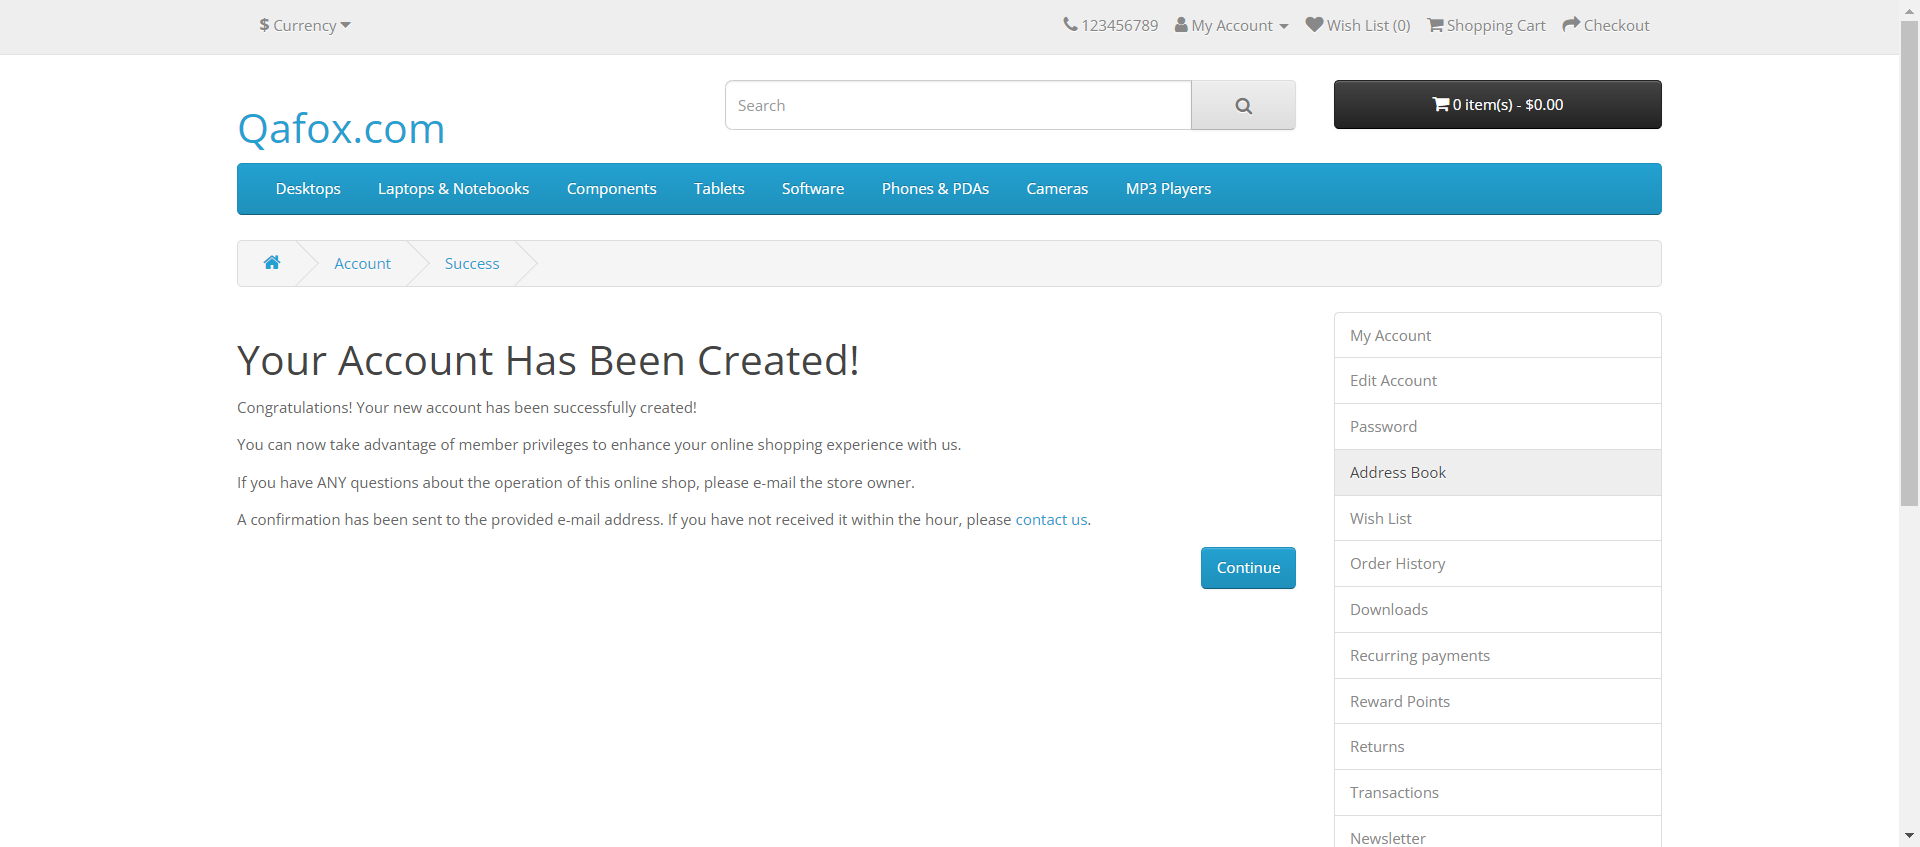 $ Currency
123456789 My Account Wish List (0) Shopping Cart Checkout
Qafox.com
Search
0 item(s) - $0.00
Desktops Laptops & Notebooks Components Tablets Software Phones & PDAs Cameras MP3 Players
Account Success
Your Account Has Been Created!
Congratulations! Your new account has been successfully created!
You can now take advantage of member privileges to enhance your online shopping experience with us.
If you have ANY questions about the operation of this online shop, please e-mail the store owner.
A confirmation has been sent to the provided e-mail address. If you have not received it within the hour, please contact us.
Continue
My Account
Edit Account
Password
Address Book
Wish List
Order History
Downloads
Recurring payments
Reward Points
Returns
Transactions
Newsletter